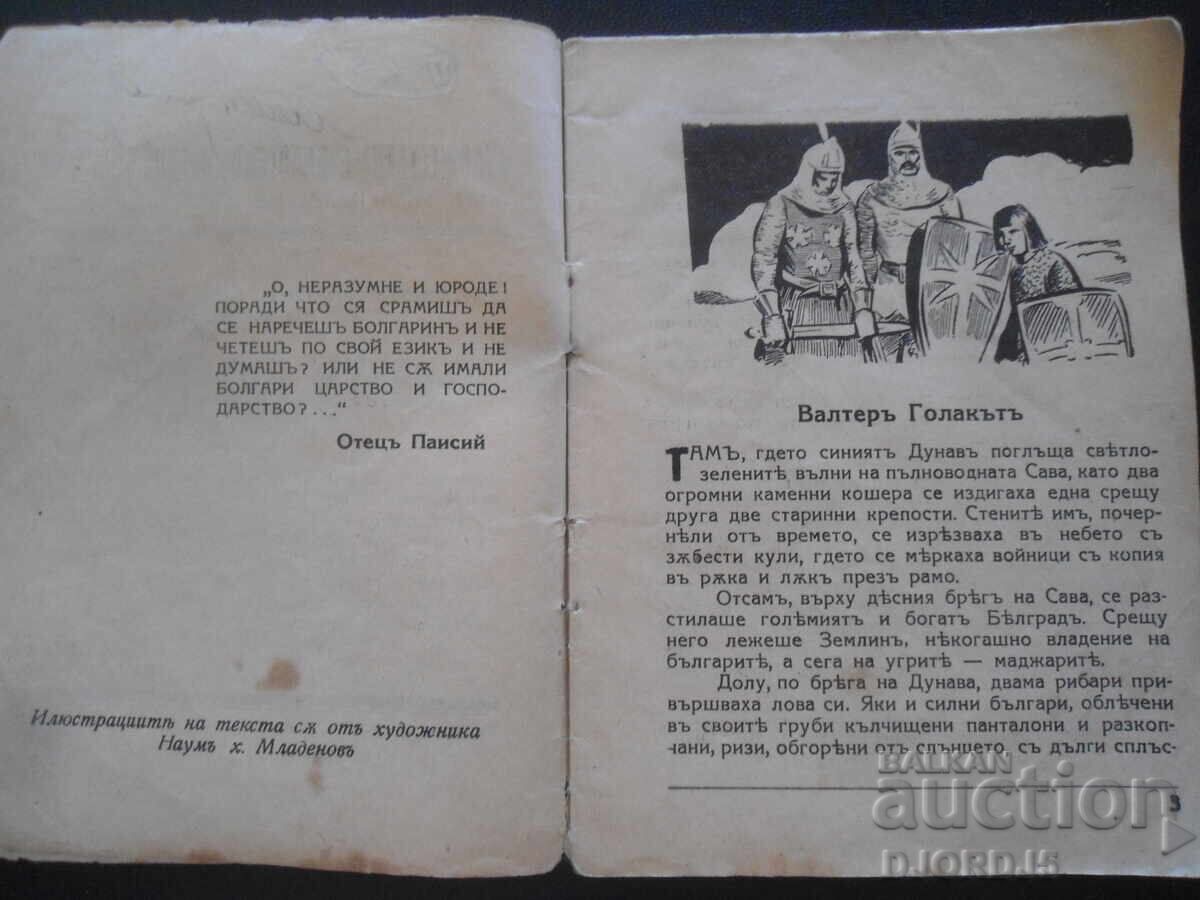 „О, НЕРАЗУМНЕ И ЮРОДЕ!
ПОРАДИ ЧТО СЯ СРАМИШЪ ДА
СЕ НАРЕЧЕШЪ БОЛГАРИНЪ И НЕ
ЧЕТЕШЪ ПО СВОЙ ЕЗИКЪ И НЕ
ДУМАШЪ? ИЛИ НЕ СѪ ИМАЛИ
БОЛГАРИ ЦАРСТВО И ГОСПО-
ДАРСТВО?...“
Отецъ Паисий
Илюстрациитѣ на текста сѫ отъ художника
Наумъ х. Младеновъ
Валтеръ Голакътъ
ТАМЪ, гдето синиятъ Дунавъ поглъща свѣтло-
зеленитѣ вълни на пълноводната Сава, като два
огромни каменни кошера се издигаха една срещу
друга две старинни крепости. Стенитѣ имъ, почер-
нѣли отъ времето, се изрѣзваха въ небето съ
зѫбести кули, гдето се мѣркаха войници съ копия
въ рѫка и лѫкъ презъ рамо.
Отсамъ, върху дѣсния брѣгъ на Сава, се раз-
стилаше голѣмиятъ и богатъ Бѣлградъ. Срещу
него лежеше Землинъ, нѣкогашно владение на
българитѣ, а сега на угритѣ — маджаритѣ.
Долу, по брѣга на Дунава, двама рибари при-
вършваха лова си. Яки и силни българи, облѣчени
въ своитѣ груби кълчищени панталони и разкоп-
чани, ризи, обгорѣни отъ слънцето, съ дълги сплъс-
3
BALKAN
auction
DJORDJ5